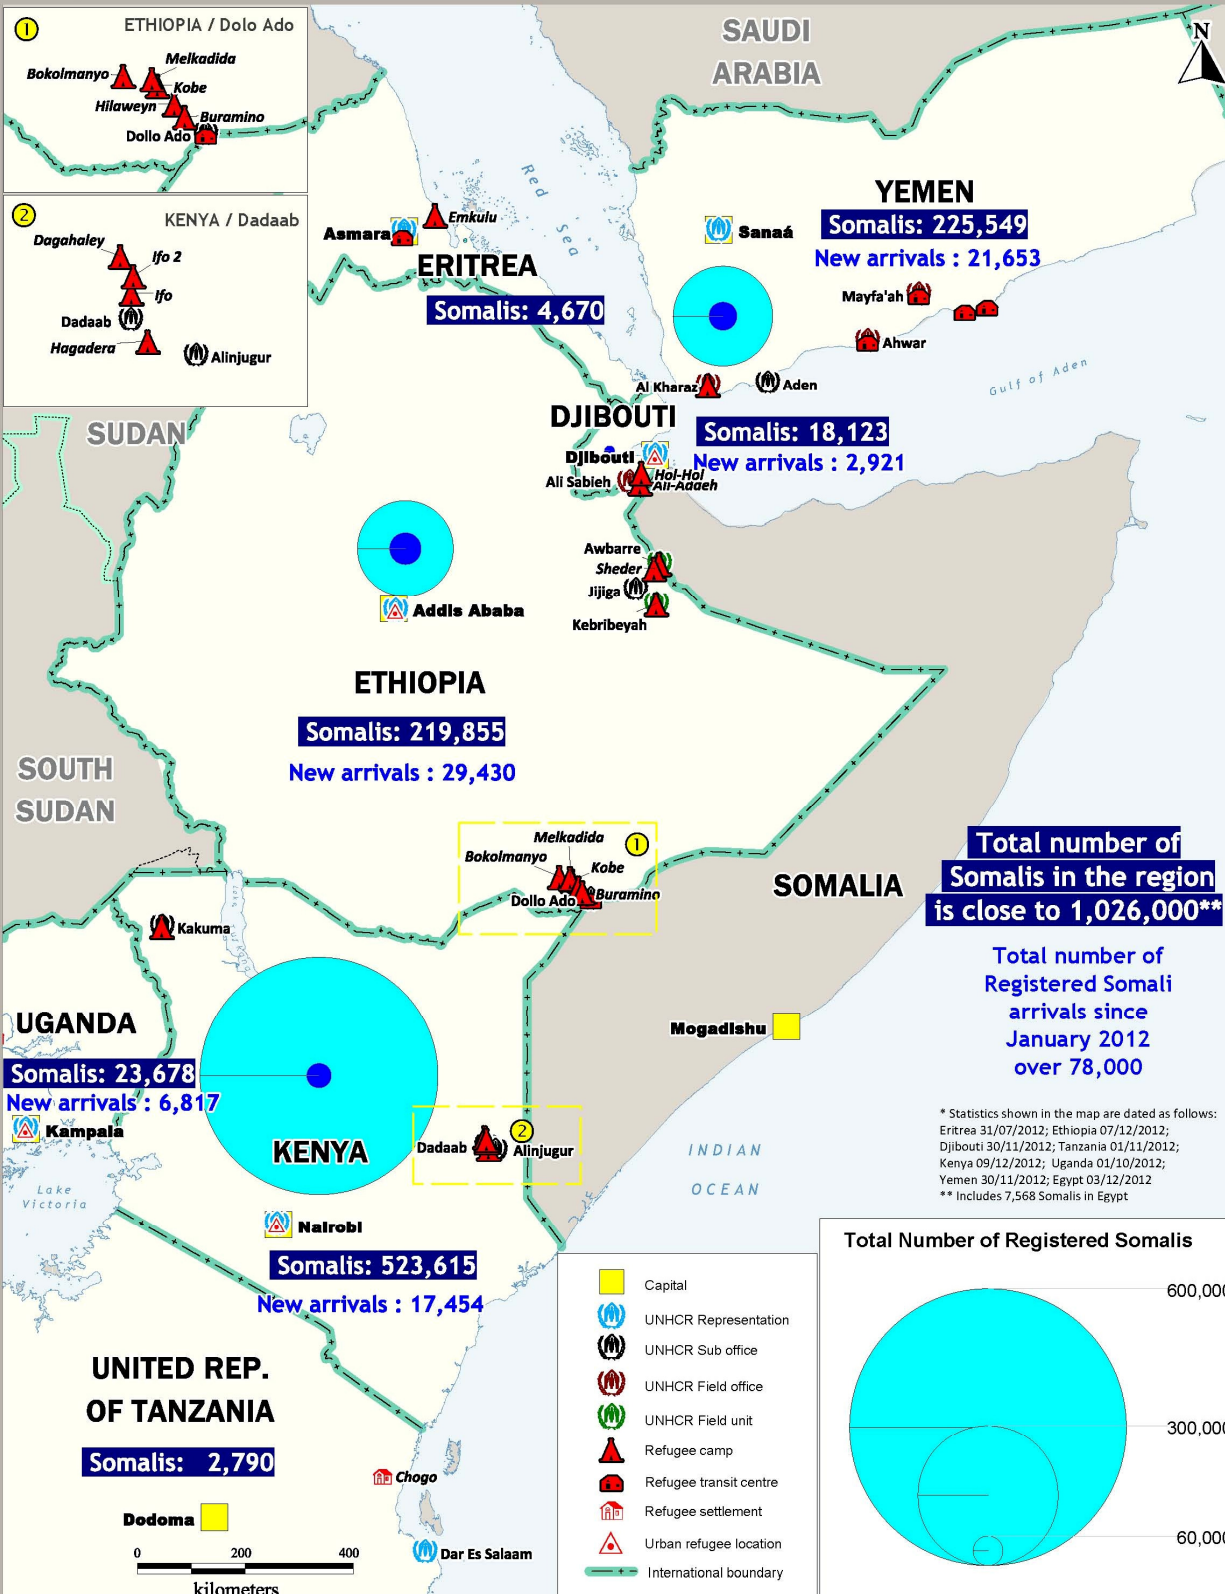 1
ETHIOPIA / Dolo Ado
Melkadida
Bokolmanyo
Kobe
Hilaweyn
Buramino
Dollo Ado
2
KENYA / Dadaab
Dagahaley
Ifo 2
Ifo
Dadaab
Hagadera
Alinjugur
SAUDI
ARABIA
N
Red Sea
YEMEN
Somalis: 225,549
New arrivals : 21,653
Sanaá
Emkulu
Asmara
ERITREA
Somalis: 4,670
Mayfa'ah
Ahwar
Al Kharaz
Aden
Gulf of Aden
SUDAN
DJIBOUTI
Somalis: 18,123
New arrivals : 2,921
Djibouti
Hol-Hol
Ali Sabieh
Ali-Addeh
Awbarre
Sheder
Jijiga
Kebribeyah
Addis Ababa
ETHIOPIA
Somalis: 219,855
New arrivals : 29,430
SOUTH
SUDAN
Melkadida
1
Bokolmanyo
Kobe
Buramino
Dollo Ado
SOMALIA
Total number of
Somalis in the region
is close to 1,026,000**
Kakuma
Total number of
Registered Somali
arrivals since
January 2012
over 78,000
UGANDA
Somalis: 23,678
New arrivals : 6,817
Kampala
Mogadishu
KENYA
2
Dadaab
Alinjugur
Lake
Victoria
INDIAN
OCEAN
* Statistics shown in the map are dated as follows:
Eritrea 31/07/2012; Ethiopia 07/12/2012;
Djibouti 30/11/2012; Tanzania 01/11/2012;
Kenya 09/12/2012; Uganda 01/10/2012;
Yemen 30/11/2012; Egypt 03/12/2012
** Includes 7,568 Somalis in Egypt
Nairobi
Somalis: 523,615
New arrivals : 17,454
UNITED REP.
OF TANZANIA
Somalis: 2,790
Chogo
Dodoma
Dar Es Salaam
0 200 400
kilometers
Capital
UNHCR Representation
UNHCR Sub office
UNHCR Field office
UNHCR Field unit
Refugee camp
Refugee transit centre
Refugee settlement
Urban refugee location
International boundary
Total Number of Registered Somalis
600,000
300,000
60,000